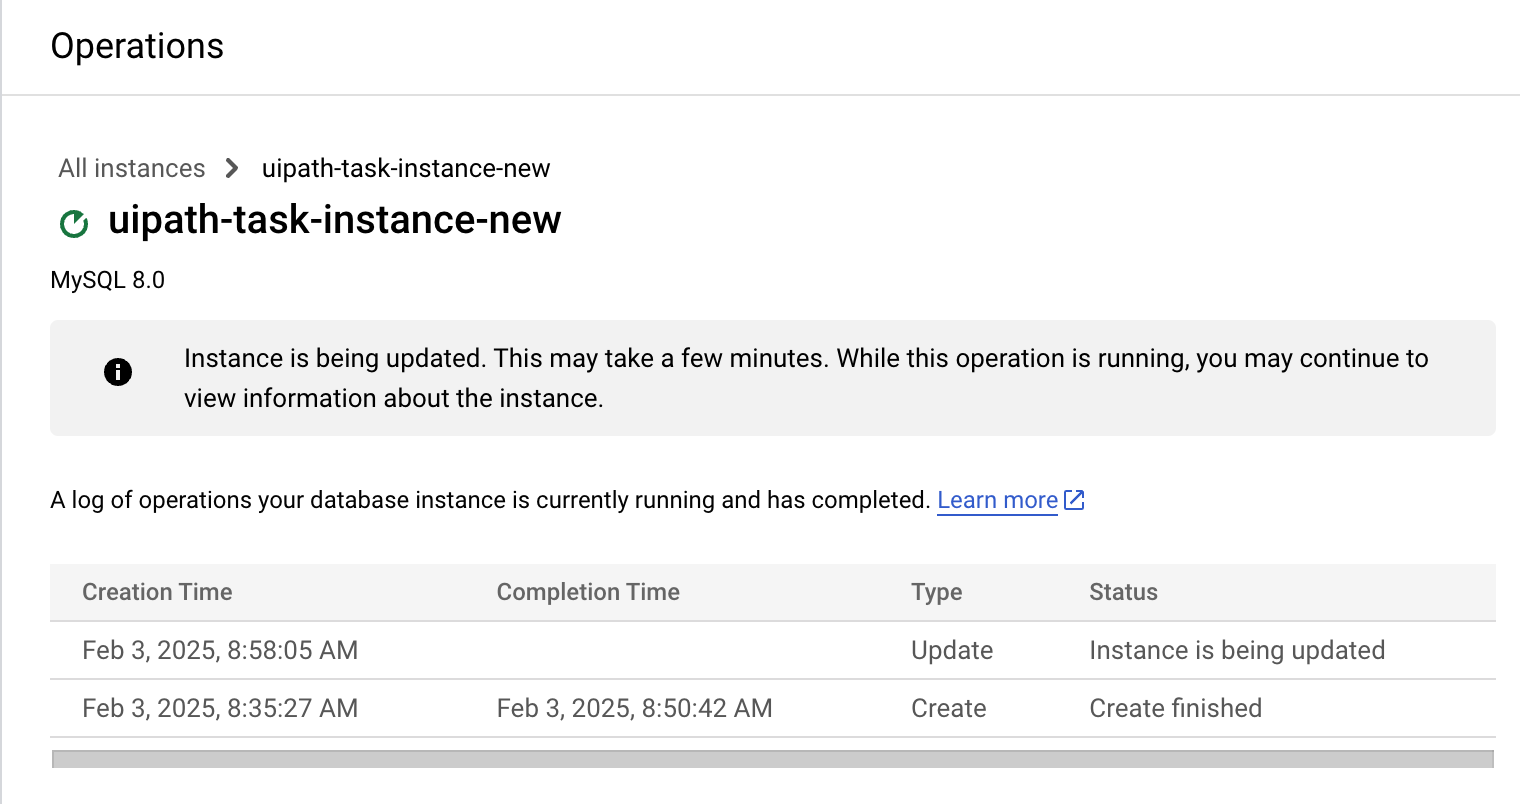 Operations
All instances uipath-task-instance-new
uipath-task-instance-new
MySQL 8.0
Instance is being updated. This may take a few minutes. While this operation is running, you may continue to
view information about the instance.
A log of operations your database instance is currently running and has completed. Learn more
Creation Time Completion Time Type Status
Feb 3, 2025, 8:58:05 AM Update Instance is being updated
Feb 3, 2025, 8:35:27 AM Feb 3, 2025, 8:50:42 AM Create Create finished